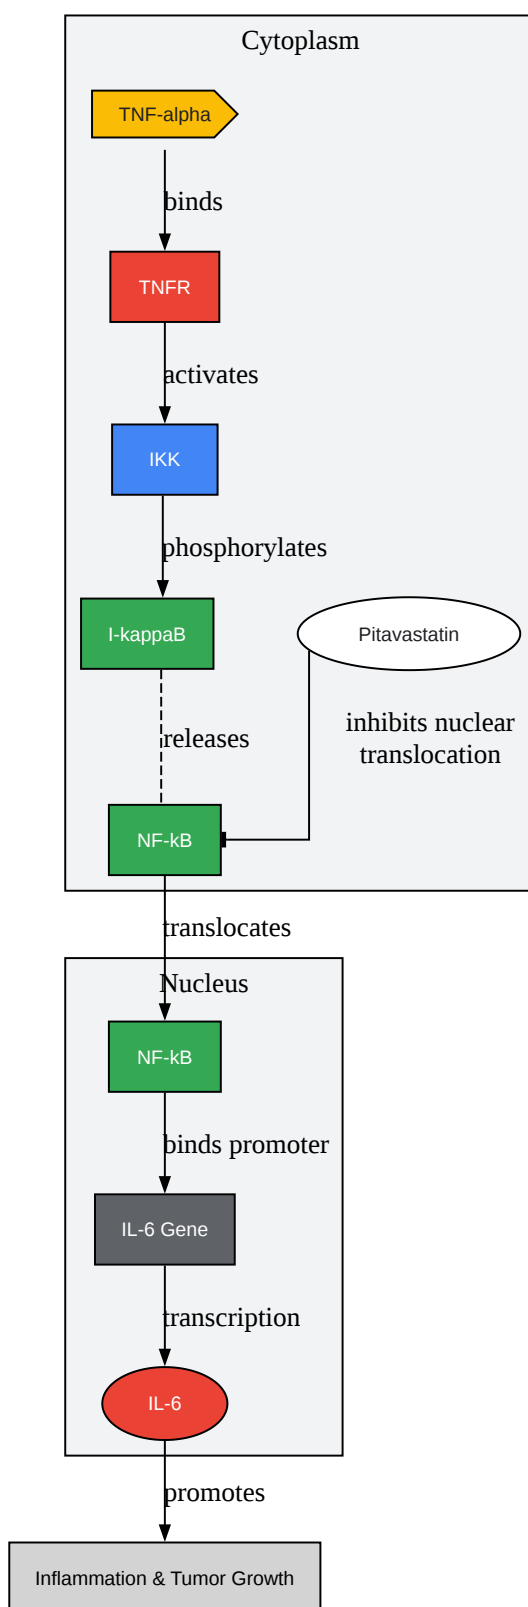 Cytoplasm
TNF-alpha
binds
TNFR
activates
IKK
phosphorylates
I-kappaB
Pitavastatin
releases
inhibits nuclear
translocation
NF-kB
translocates
Nucleus
NF-kB
binds promoter
IL-6 Gene
transcription
IL-6
promotes
Inflammation & Tumor Growth